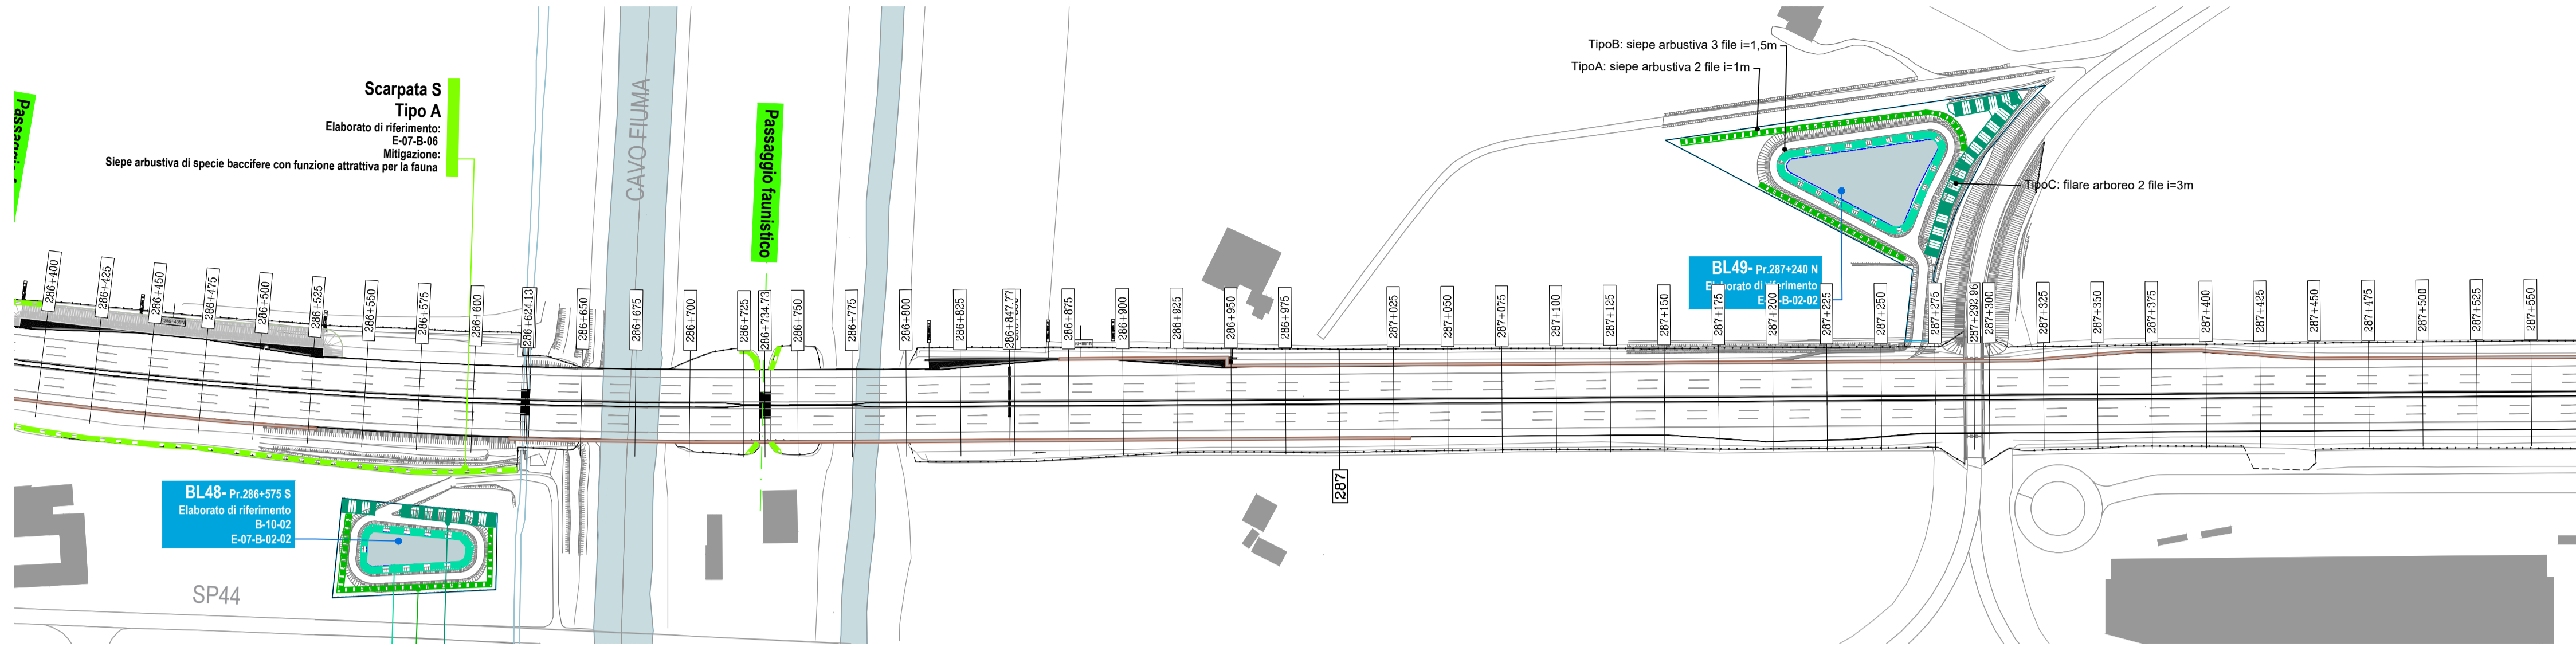 TipoB: siepe arbustiva 3 file i=1,5m
TipoA: siepe arbustiva 2 file i=1m
TipoC: filare arboreo 2 file i=3m
Scarpata S
Tipo A
Elaborato di riferimento:
E-07-B-06
Mitigazione:
Siepe arbustiva di specie baccifere con funzione attrattiva per la fauna
CAVO FIUMA
Passaggio faunistico
BL49- Pr.287+240 N
Elaborato di riferimento
B-02-02
286+400
286+425
286+450
286+475
286+500
286+525
286+550
286+575
286+600
286+624.13
286+650
286+675
286+700
286+725
286+734.73
286+750
286+775
286+800
286+825
286+847.77
286+875
286+900
286+925
286+950
286+975
287
287+025
287+050
287+075
287+100
287+125
287+150
287+175
287+200
287+225
287+250
287+275
287+292.96
287+300
287+325
287+350
287+375
287+400
287+425
287+450
287+475
287+500
287+525
287+550
BL48- Pr.286+575 S
Elaborato di riferimento
B-10-02
E-07-B-02-02
SP44